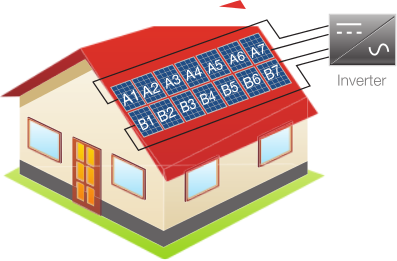 A1 A2 A3 A4 A5 A6 A7
B1 B2 B3 B4 B5 B6 B7
Inverter